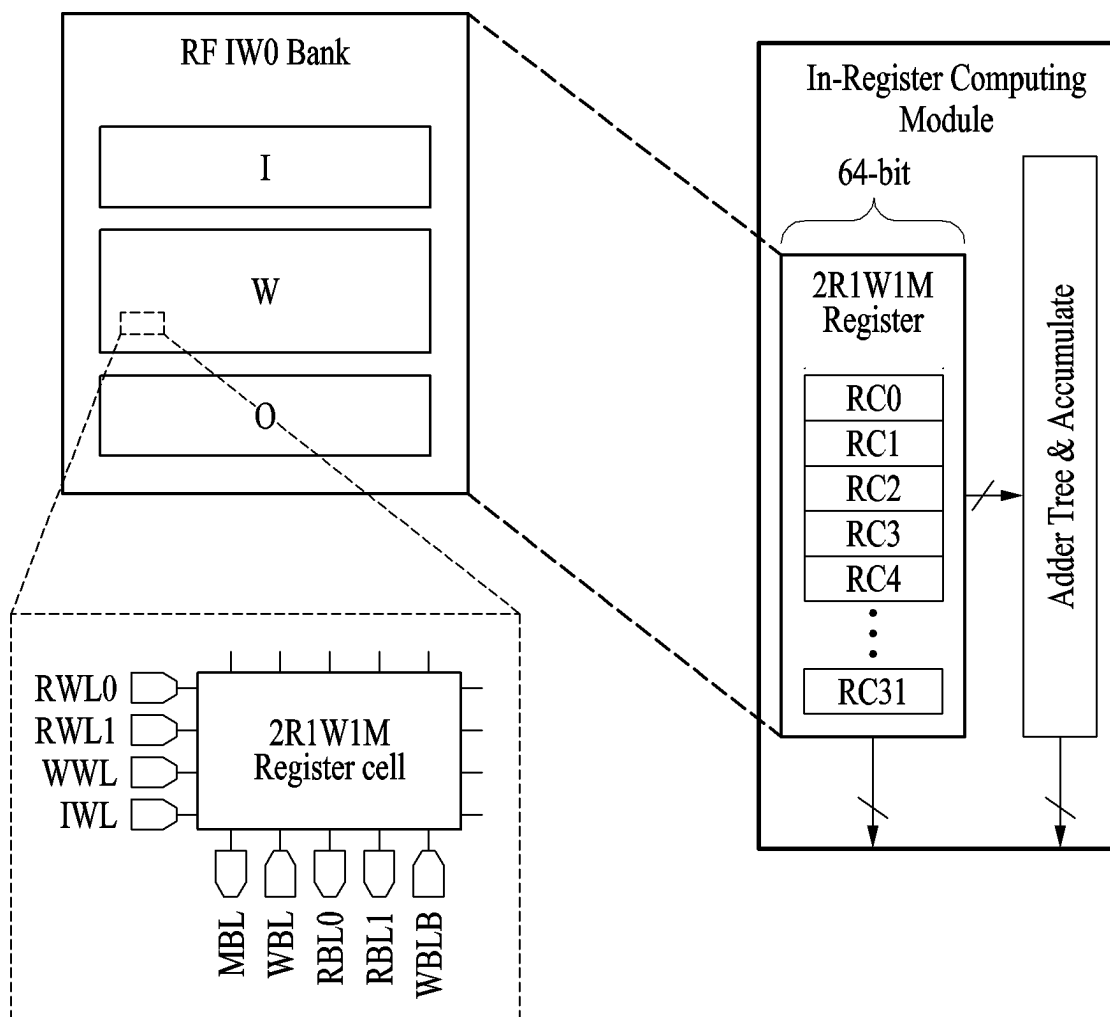 RF IW0 Bank
I
W
O
In-Register Computing
Module
64-bit
2R1W1M
Register
RC0
RC1
RC2
RC3
RC4
RC31
Adder Tree & Accumulate
RWL0
RWL1
WWL
IWL
2R1W1M
Register cell
MBL
WBL
RBL0
RBL1
WBLB